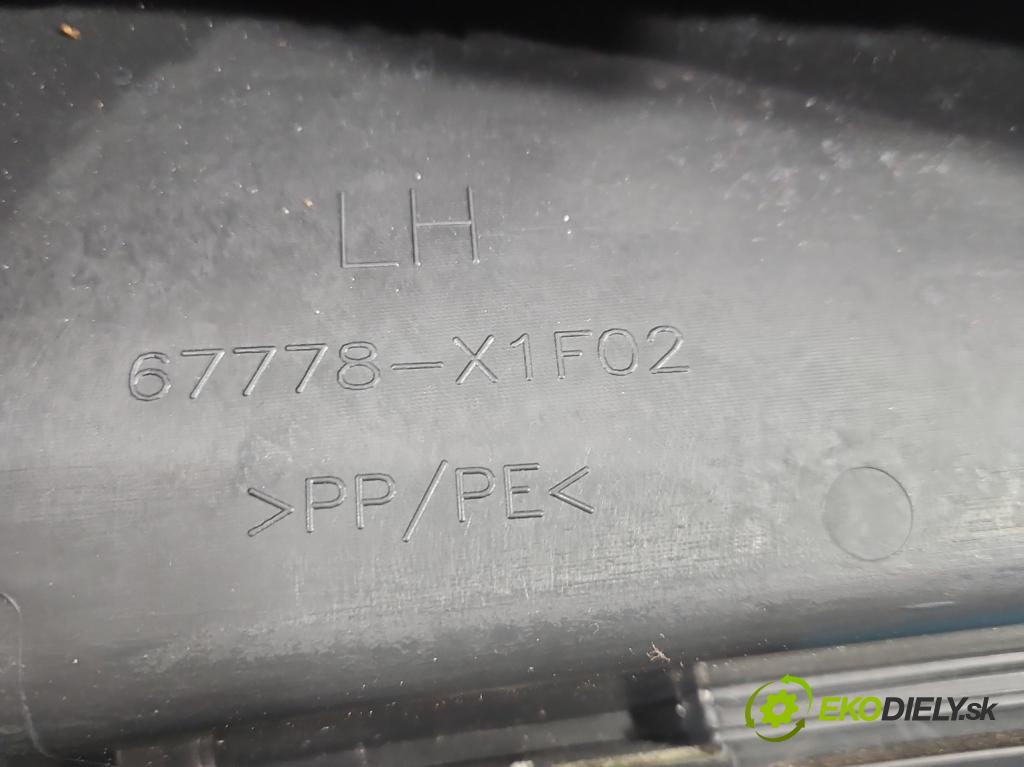 LH
67778-X1F02
>PP/PE<
EKODIELY.sk